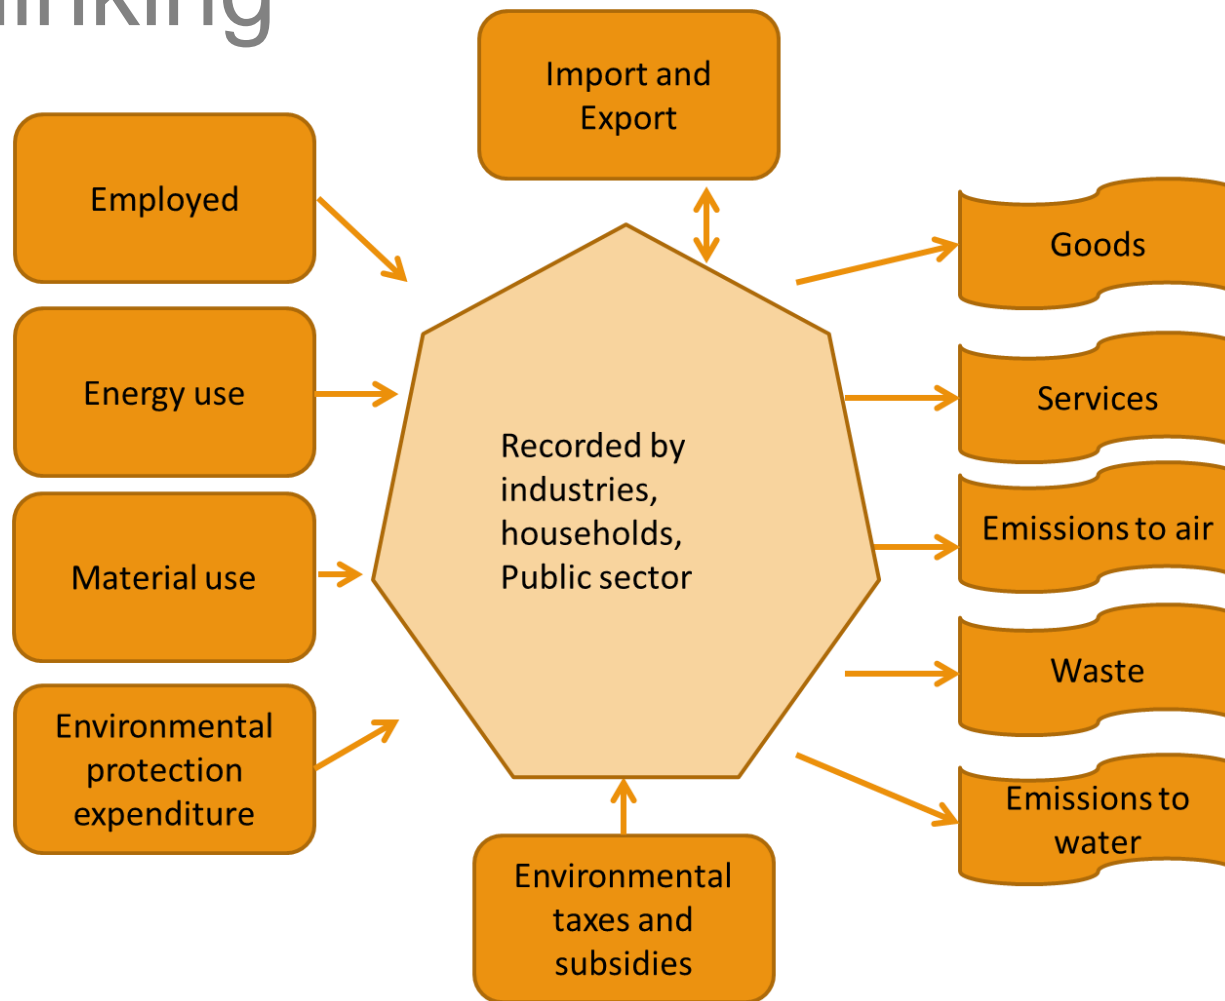 Import and
Export
Employed
Energy use
Material use
Environmental
protection
expenditure
Recorded by
industries,
households,
Public sector
Environmental
taxes and
subsidies
Goods
Services
Emissions to air
Waste
Emissions to
water